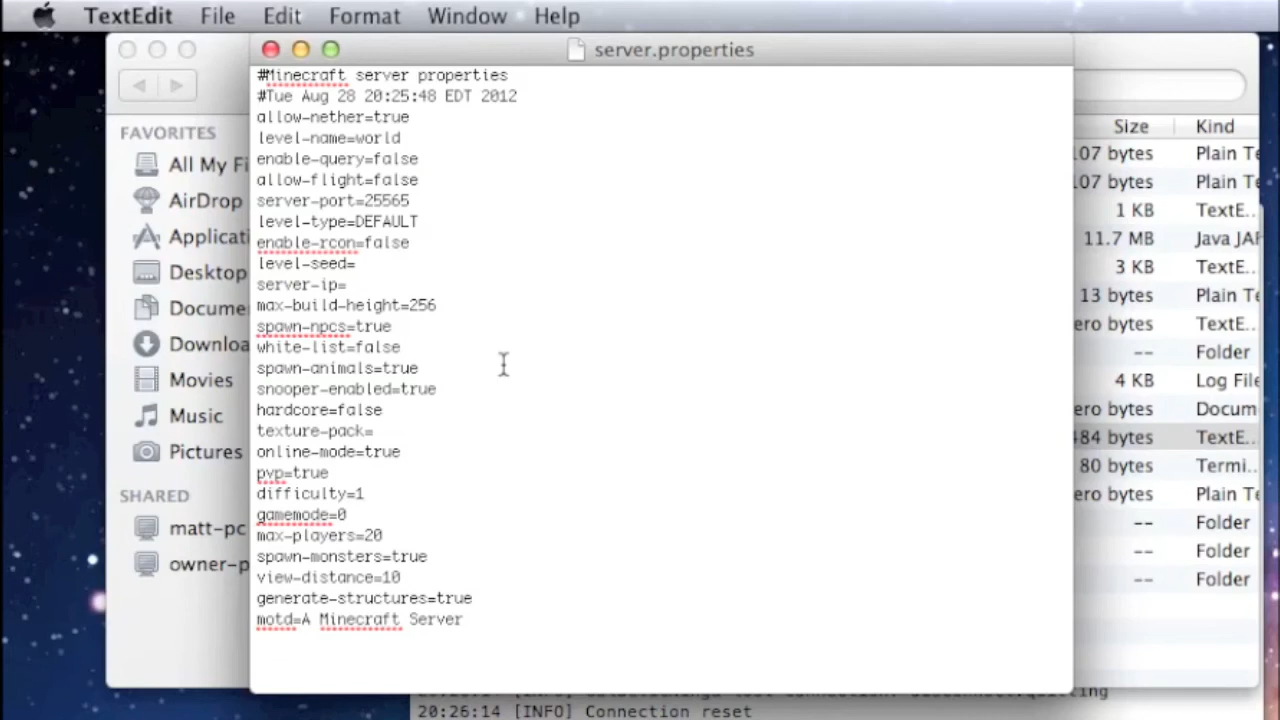 TextEdit File Edit Format Window Help
server.properties
#Minecraft server properties
#Tue Aug 28 20:25:48 EDT 2012
allow-nether=true
level-name=world
enable-query=false
allow-flight=false
server-port=25565
level-type=DEFAULT
enable-rcon=false
level-seed=
server-ip=
max-build-height=256
spawn-npcs=true
white-list=false
spawn-animals=true
snooper-enabled=true
hardcore=false
texture-pack=
online-mode=true
pvp=true
difficulty=1
gamemode=0
max-players=20
spawn-monsters=true
view-distance=10
generate-structures=true
motd=A Minecraft Server
FAVORITES
All My Fi
AirDrop
Applicati
Desktop
Docume
Downloa
Movies
Music
Pictures
SHARED
matt-pc
owner-p
Size Kind
107 bytes Plain Te
107 bytes Plain Te
1 KB TextE...
11.7 MB Java JAR
3 KB TextE...
13 bytes Plain Te
ero bytes TextE...
-- Folder
4 KB Log File
ero bytes Docum
484 bytes TextE...
80 bytes Termi...
ero bytes Plain Te
-- Folder
-- Folder
-- Folder
20:26:14 [INFO] Connection reset